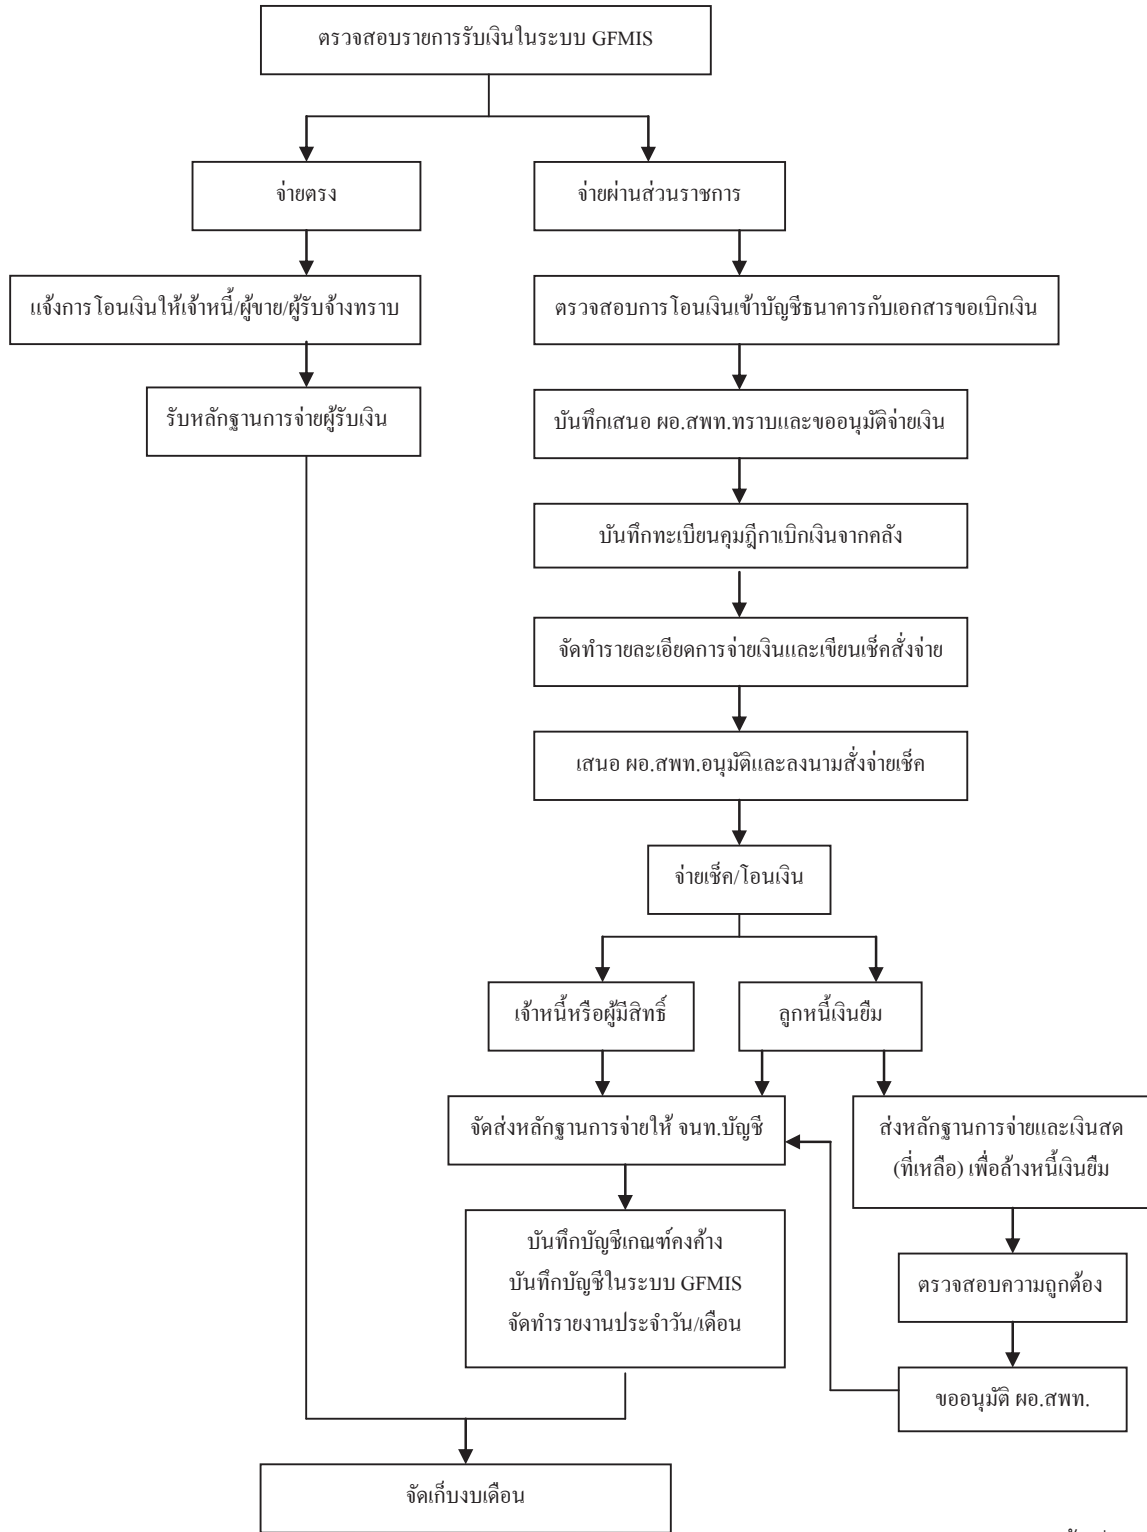 ตรวจสอบรายการรับเงินในระบบ GFMIS
จ่ายตรง
จ่ายผ่านส่วนราชการ
แจ้งการโอนเงินให้เจ้าหนี้/ผู้ขาย/ผู้รับจ้างทราบ
ตรวจสอบการโอนเงินเข้าบัญชีธนาคารกับเอกสารขอเบิกเงิน
รับหลักฐานการจ่ายผู้รับเงิน
บันทึกเสนอ ผอ.สพท.ทราบและขออนุมัติจ่ายเงิน
บันทึกทะเบียนคุมฎีกาเบิกเงินจากคลัง
จัดทำรายละเอียดการจ่ายเงินและเขียนเช็คสั่งจ่าย
เสนอ ผอ.สพท.อนุมัติและลงนามสั่งจ่ายเช็ค
จ่ายเช็ค/โอนเงิน
เจ้าหนี้หรือผู้มีสิทธิ์
ลูกหนี้เงินยืม
จัดส่งหลักฐานการจ่ายให้ จนท.บัญชี
ส่งหลักฐานการจ่ายและเงินสด
(ที่เหลือ) เพื่อล้างหนี้เงินยืม
บันทึกบัญชีเกณฑ์คงค้าง
บันทึกบัญชีในระบบ GFMIS
จัดทำรายงานประจำวัน/เดือน
ตรวจสอบความถูกต้อง
ขออนุมัติ ผอ.สพท.
จัดเก็บงบเดือน